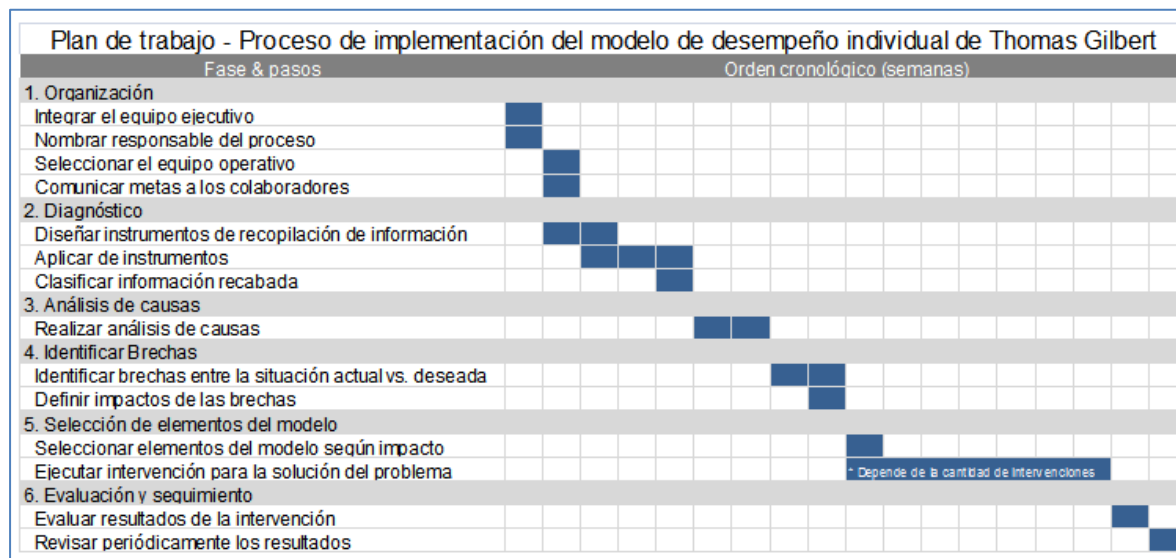 Plan de trabajo - Proceso de implementación del modelo de desempeño individual de Thomas Gilbert
Fase & pasos Orden cronológico (semanas)
1. Organización
Integrar el equipo ejecutivo
Nombrar responsable del proceso
Seleccionar el equipo operativo
Comunicar metas a los colaboradores
2. Diagnóstico
Diseñar instrumentos de recopilación de información
Aplicar de instrumentos
Clasificar información recabada
3. Análisis de causas
Realizar análisis de causas
4. Identificar Brechas
Identificar brechas entre la situación actual vs. deseada
Definir impactos de las brechas
5. Selección de elementos del modelo
Seleccionar elementos del modelo según impacto
Ejecutar intervención para la solución del problema * Depende de la cantidad de intervenciones
6. Evaluación y seguimiento
Evaluar resultados de la intervención
Revisar periódicamente los resultados